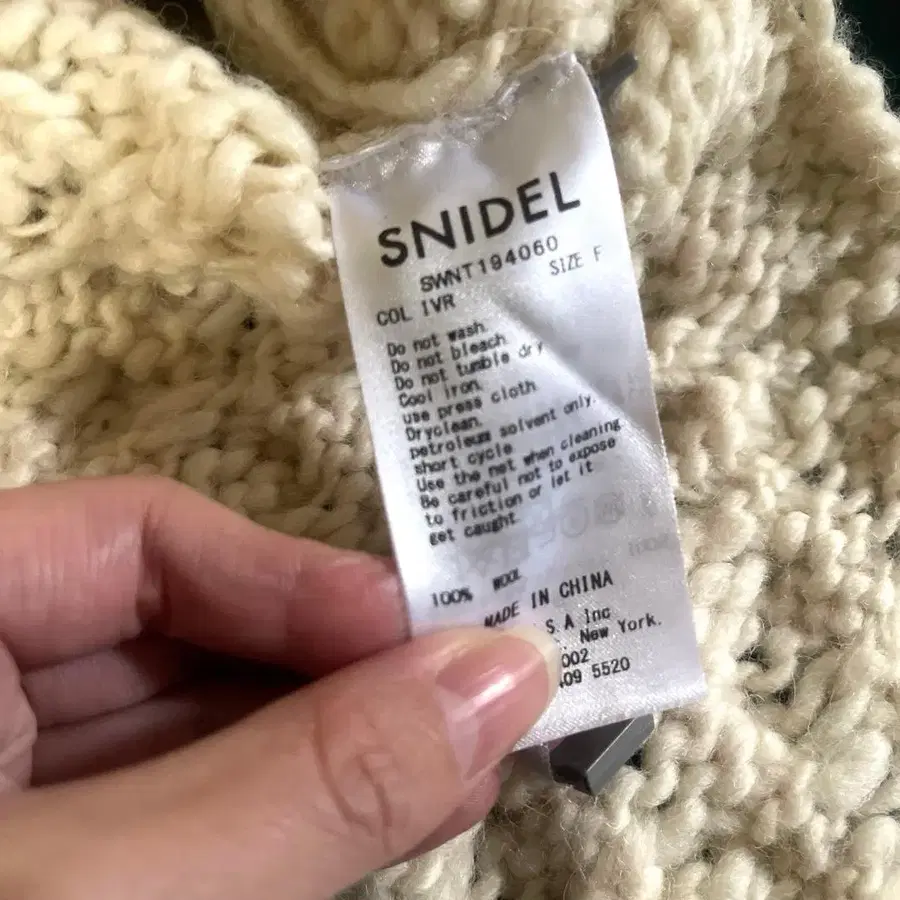 SNIDEL
SWNT194060
COL IVR SIZE F
Do not wash.
Do not bleach.
Do not tumble dry
Cool iron.
use press cloth
Dryclean.
petroleum solvent only.
short cycle
Use the net when cleaning
Be careful not to expose
to friction or let it
get caught.
100% WOOL
MADE IN CHINA
S.A Inc
New York.
002
409 5520